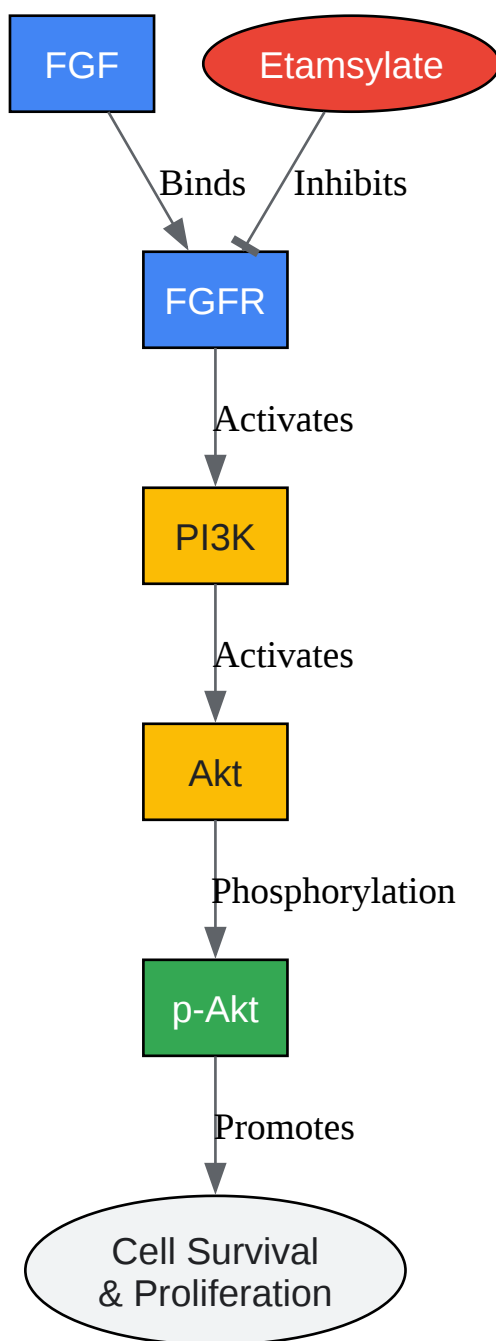 FGF
Etamsylate
Binds
Inhibits
FGFR
Activates
PI3K
Activates
Akt
Phosphorylation
p-Akt
Promotes
Cell Survival
& Proliferation